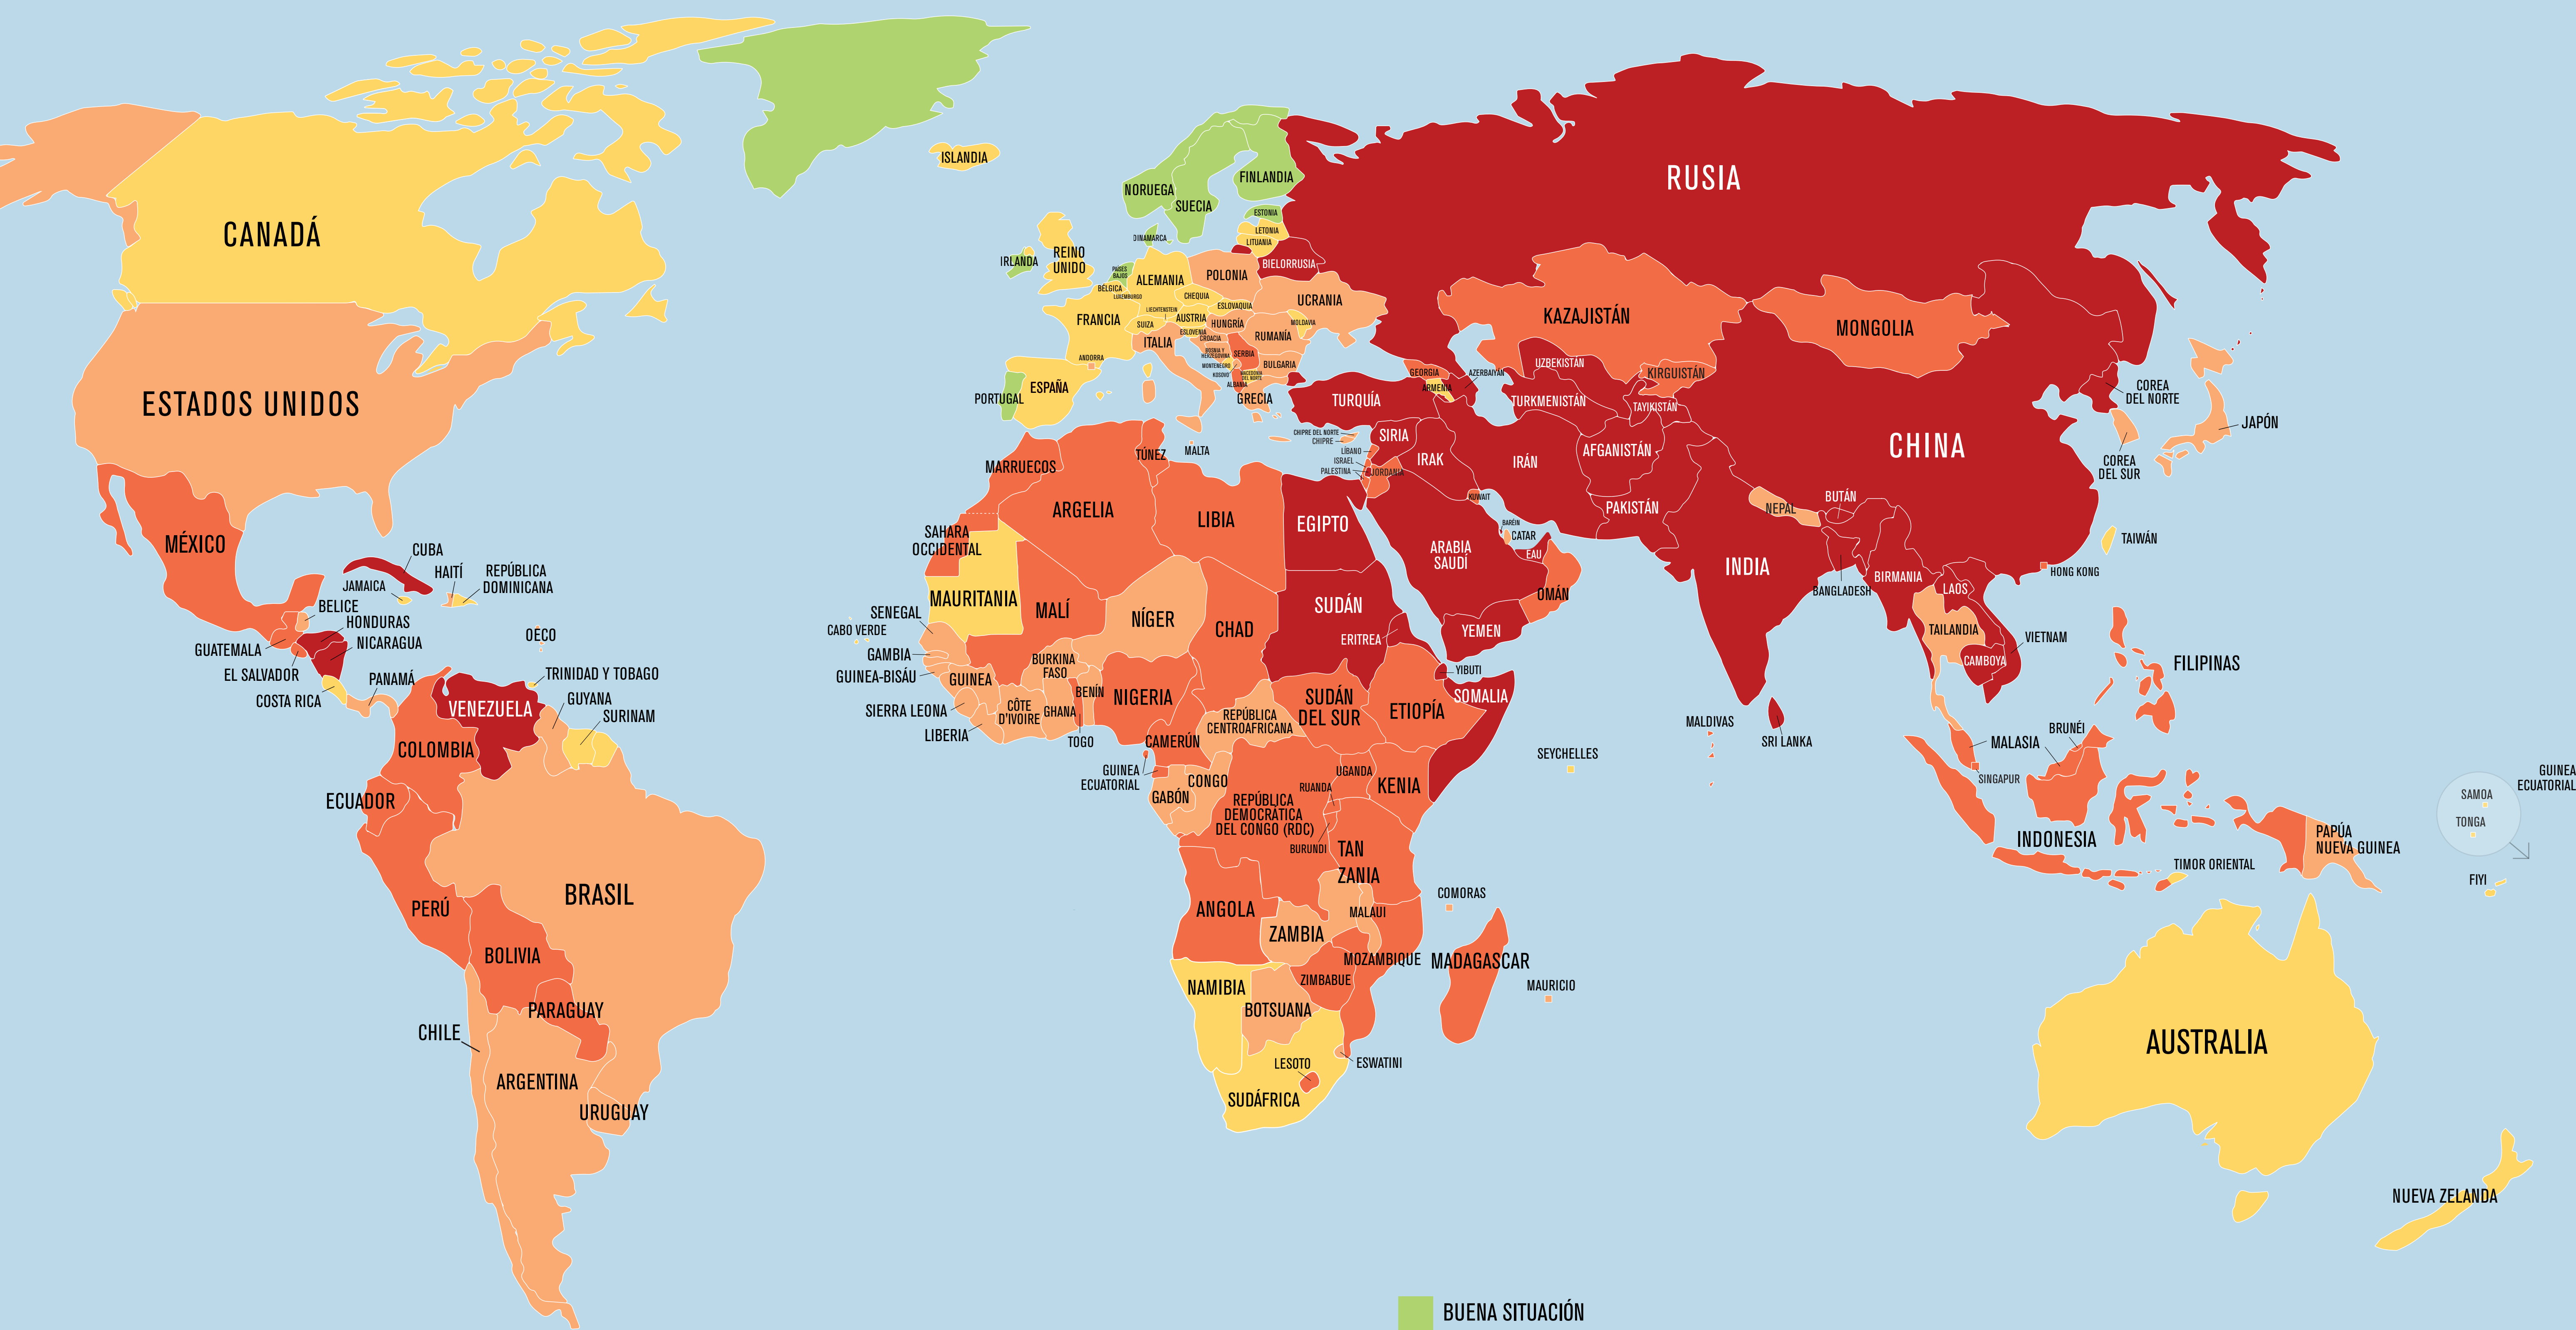 CANADÁ
ESTADOS UNIDOS
MÉXICO
CUBA
JAMAICA
HAITÍ
REPÚBLICA
DOMINICANA
BELICE
HONDURAS
NICARAGUA
GUATEMALA
EL SALVADOR
COSTA RICA
PANAMÁ
OECO
TRINIDAD Y TOBAGO
GUYANA
SURINAM
VENEZUELA
COLOMBIA
ECUADOR
PERÚ
BRASIL
BOLIVIA
PARAGUAY
CHILE
ARGENTINA
URUGUAY
ISLANDIA
NORUEGA
SUECIA
FINLANDIA
ESTONIA
LETONIA
LITUANIA
DINAMARCA
IRLANDA
REINO
UNIDO
PAÍSES
BAJOS
BÉLGICA
LUXEMBURGO
ALEMANIA
POLONIA
BIELORRUSIA
UCRANIA
CHEQUIA
ESLOVAQUIA
LIECHTENSTEIN
FRANCIA
SUIZA
AUSTRIA
HUNGRÍA
MOLDAVIA
ESLOVENIA
CROACIA
RUMANÍA
ITALIA
BOSNIA Y
HERZEGOVINA
SERBIA
ANDORRA
MONTENEGRO
KOSOVO
BULGARIA
MACEDONIA
DEL NORTE
ALBANIA
ESPAÑA
PORTUGAL
GRECIA
MALTA
RUSIA
KAZAJISTÁN
MONGOLIA
UZBEKISTÁN
KIRGUISTÁN
GEORGIA
AZERBAIYÁN
ARMENIA
TURQUÍA
TURKMENISTÁN
TAYIKISTÁN
CHIPRE DEL NORTE
CHIPRE
SIRIA
LÍBANO
ISRAEL
PALESTINA
JORDANIA
IRAK
IRÁN
AFGANISTÁN
KUWAIT
PAKISTÁN
BARÉIN
CATAR
EAU
ARABIA
SAUDÍ
OMÁN
YEMEN
CHINA
COREA
DEL NORTE
COREA
DEL SUR
JAPÓN
TAIWÁN
HONG KONG
NEPAL
BUTÁN
INDIA
BANGLADESH
BIRMANIA
LAOS
TAILANDIA
VIETNAM
CAMBOYA
FILIPINAS
MALDIVAS
SRI LANKA
BRUNÉI
MALASIA
SINGAPUR
INDONESIA
TIMOR ORIENTAL
PAPÚA
NUEVA GUINEA
GUINEA
ECUATORIAL
SAMOA
TONGA
FIYI
AUSTRALIA
NUEVA ZELANDA
MARRUECOS
TÚNEZ
ARGELIA
LIBIA
EGIPTO
SAHARA
OCCIDENTAL
MAURITANIA
MALÍ
NÍGER
CHAD
SUDÁN
ERITREA
YIBUTI
SOMALIA
SENEGAL
CABO VERDE
GAMBIA
GUINEA-BISÁU
GUINEA
SIERRA LEONA
LIBERIA
CÔTE
D'IVOIRE
BURKINA
FASO
GHANA
TOGO
BENÍN
NIGERIA
CAMERÚN
REPÚBLICA
CENTROAFRICANA
SUDÁN
DEL SUR
ETIOPÍA
GUINEA
ECUATORIAL
GABÓN
CONGO
REPÚBLICA
DEMOCRÁTICA
DEL CONGO (RDC)
UGANDA
RUANDA
BURUNDI
KENIA
TAN
ZANIA
SEYCHELLES
COMORAS
ANGOLA
ZAMBIA
MALAUI
MOZAMBIQUE
MADAGASCAR
MAURICIO
ZIMBABUE
NAMIBIA
BOTSUANA
LESOTO
ESWATINI
SUDÁFRICA
BUENA SITUACIÓN